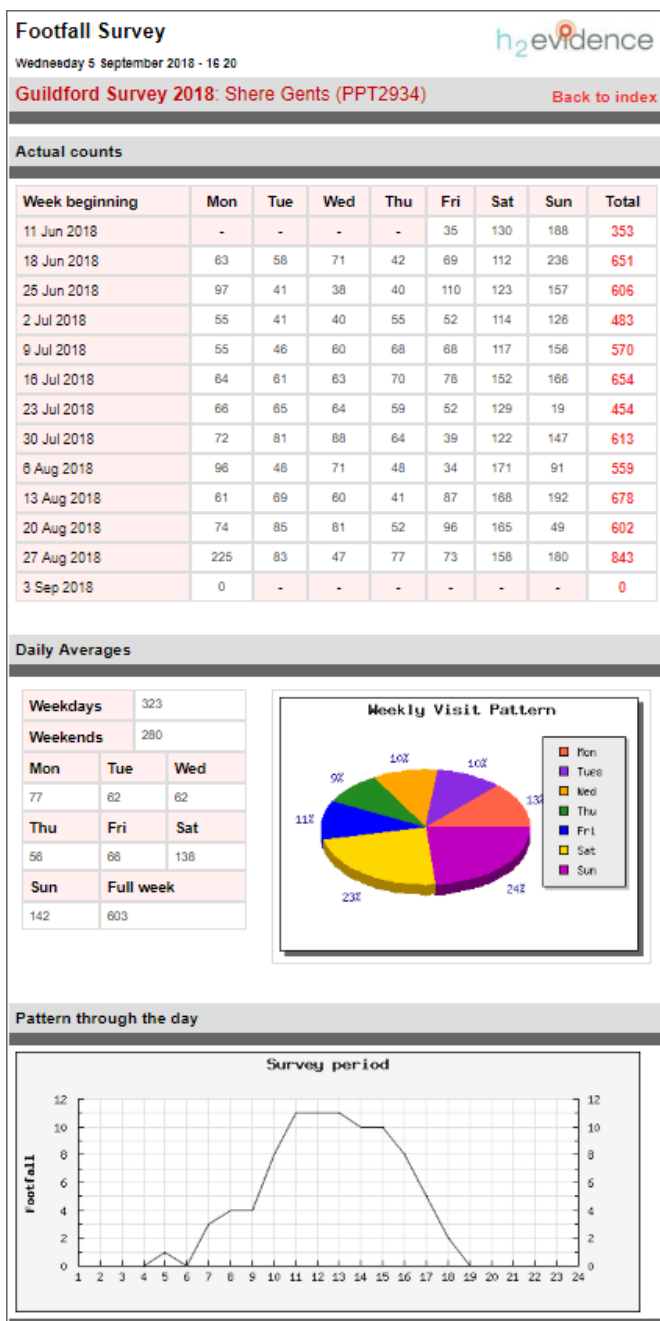 Footfall Survey
h2evidence
Wednesday 5 September 2018 - 16 20
Guildford Survey 2018: Shere Gents (PPT2934) Back to index
Actual counts
Week beginning Mon Tue Wed Thu Fri Sat Sun Total
11 Jun 2018 - - - - 35 130 188 353
18 Jun 2018 63 58 71 42 69 112 236 651
25 Jun 2018 97 41 38 40 110 123 157 606
2 Jul 2018 55 41 40 55 52 114 126 483
9 Jul 2018 55 46 60 68 68 117 156 570
16 Jul 2018 64 61 63 70 78 152 166 654
23 Jul 2018 66 65 64 59 52 129 19 454
30 Jul 2018 72 81 88 64 39 122 147 613
6 Aug 2018 96 48 71 48 34 171 91 559
13 Aug 2018 61 69 60 41 87 168 192 678
20 Aug 2018 74 85 81 52 96 165 49 602
27 Aug 2018 225 83 47 77 73 158 180 843
3 Sep 2018 0 - - - - - - 0
Daily Averages
Weekdays 323
Weekends 280
Mon Tue Wed
77 62 62
Thu Fri Sat
56 66 138
Sun Full week
142 603
Weekly Visit Pattern
10% 10%
9% 13%
11%
23% 24%
Mon
Tues
Wed
Thu
Fri
Sat
Sun
Pattern through the day
Survey period
Footfall
12 12
10 10
8 8
6 6
4 4
2 2
0 0
1 2 3 4 5 6 7 8 9 10 11 12 13 14 15 16 17 18 19 20 21 22 23 24